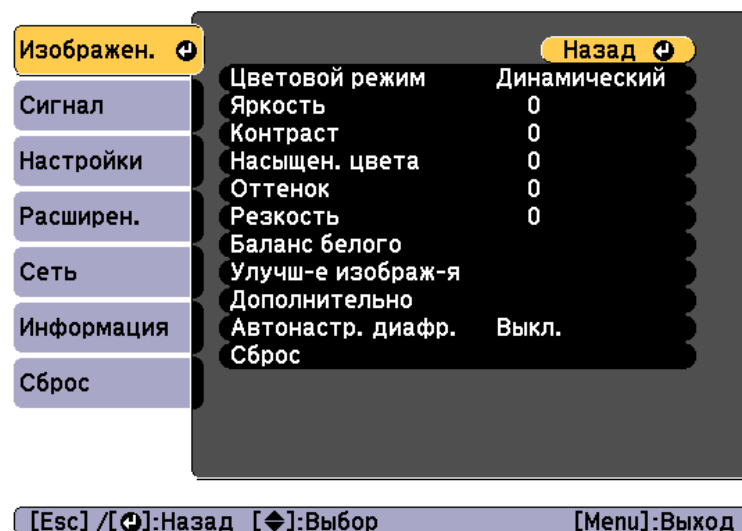 Изображен.
Сигнал
Настройки
Расширен.
Сеть
Информация
Сброс
Назад
Цветовой режим Динамический
Яркость 0
Контраст 0
Насыщен. цвета 0
Оттенок 0
Резкость 0
Баланс белого
Улучш-е изображ-я
Дополнительно
Автонастр. диафр. Выкл.
Сброс
[Esc] /[⏎]:Назад [◆]:Выбор [Menu]:Выход